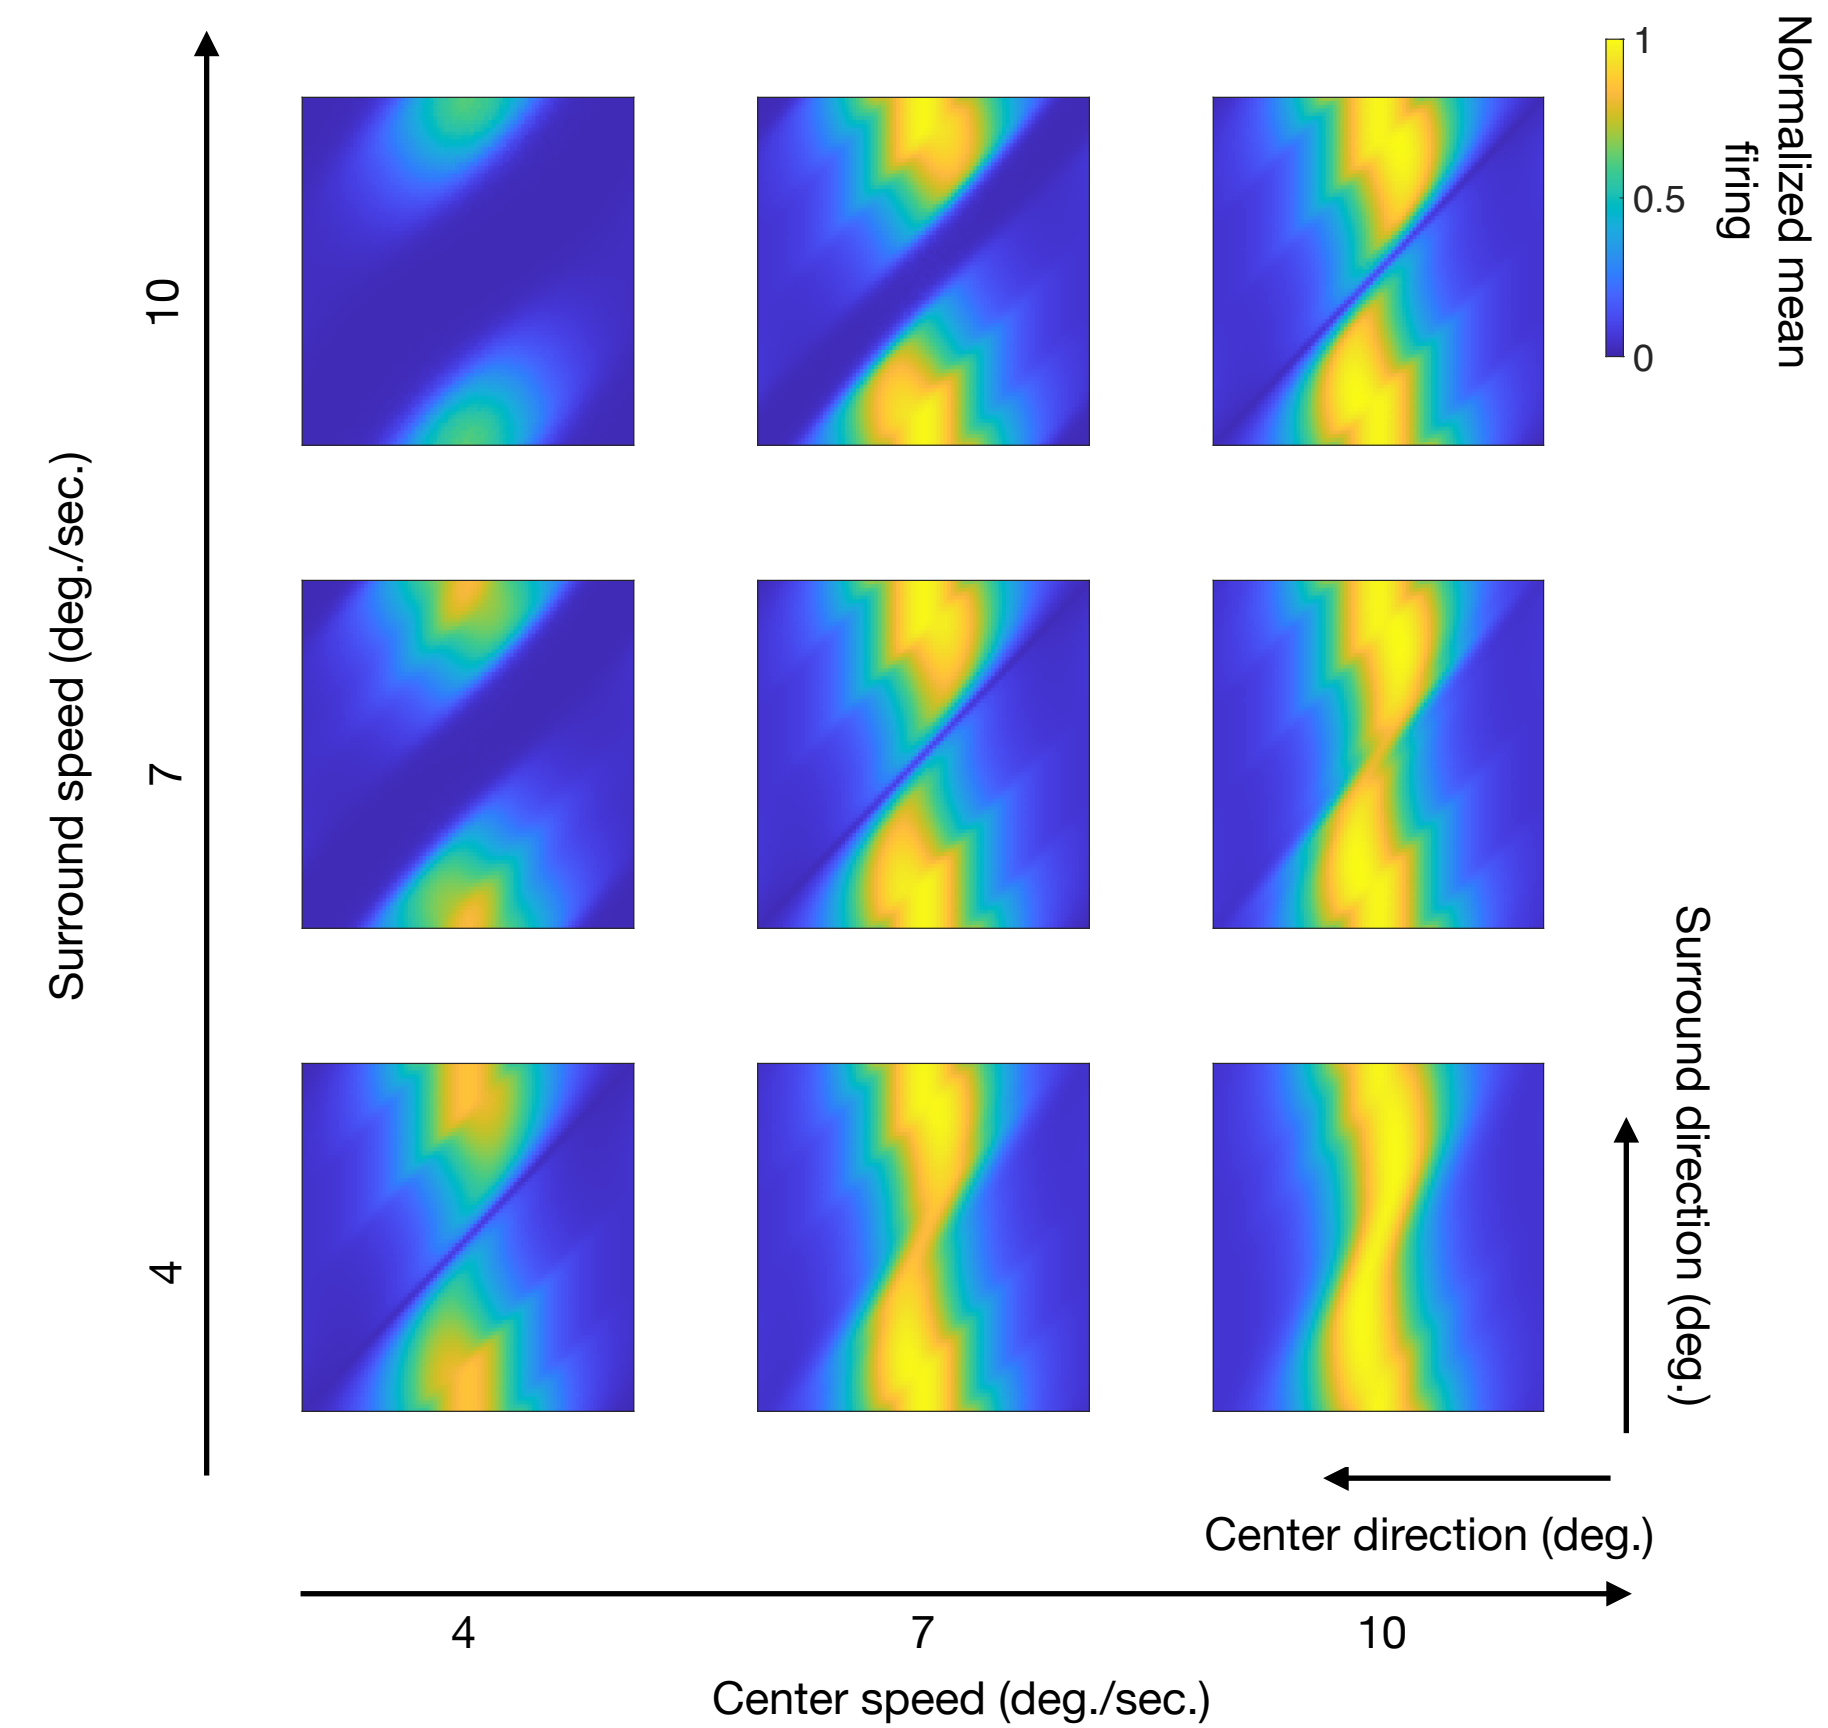 1
0.5
0
Normalized mean
firing
Surround speed (deg./sec.)
10
7
4
Surround direction (deg.)
Center direction (deg.)
4
7
10
Center speed (deg./sec.)